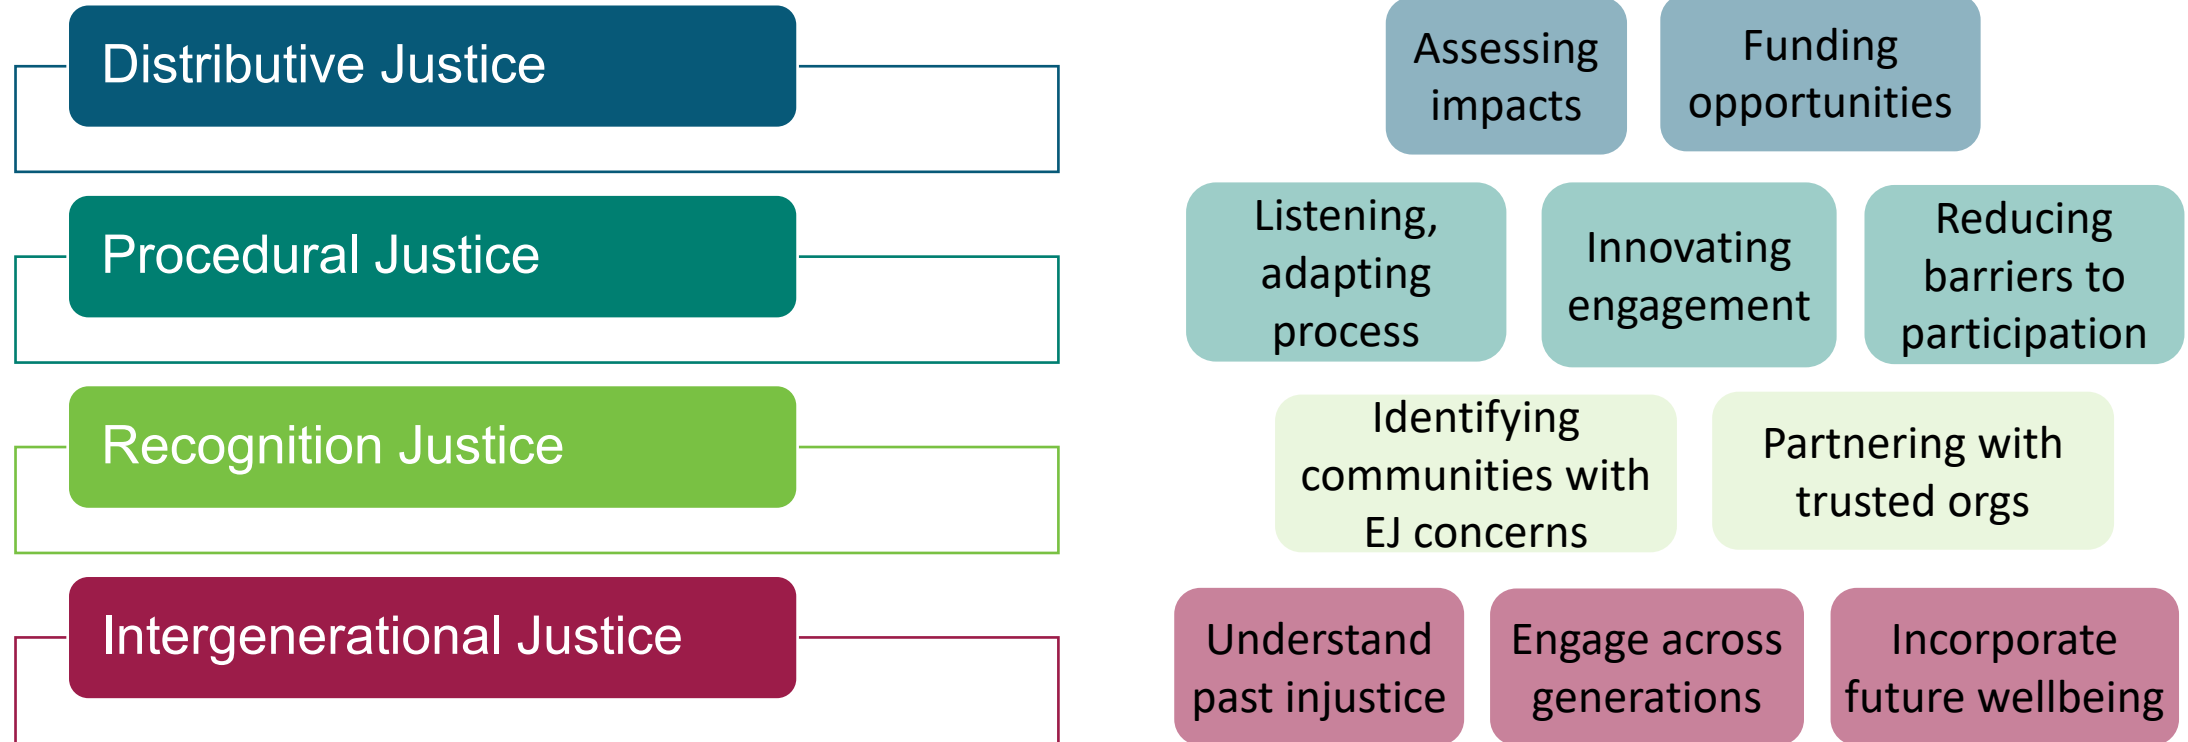 Distributive Justice
Assessing
impacts
Funding
opportunities
Procedural Justice
Listening,
adapting
process
Innovating
engagement
Reducing
barriers to
participation
Recognition Justice
Identifying
communities with
EJ concerns
Partnering with
trusted orgs
Intergenerational Justice
Understand
past injustice
Engage across
generations
Incorporate
future wellbeing